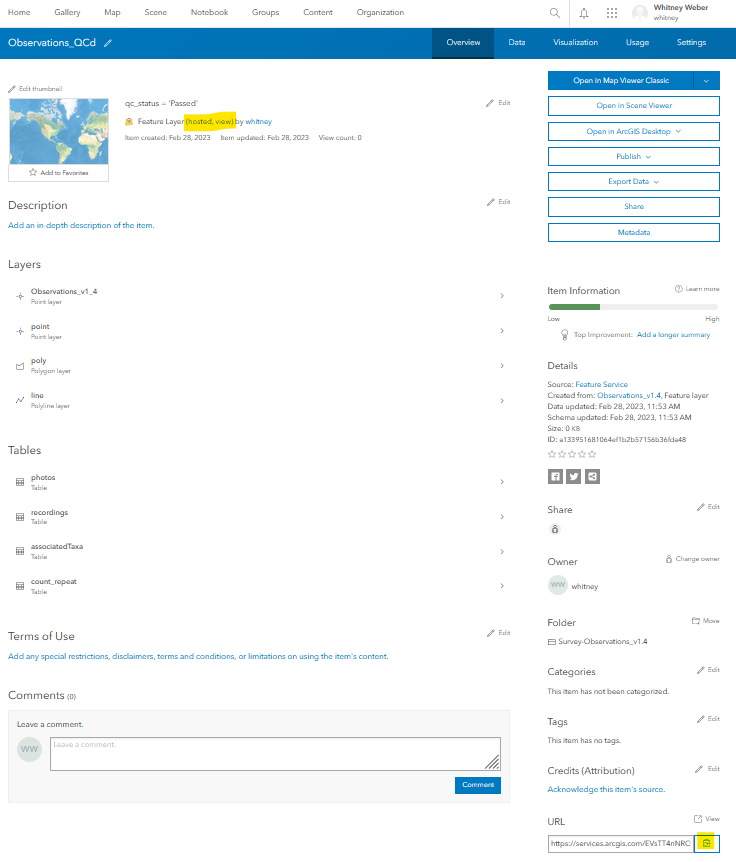 Home Gallery Map Scene Notebook Groups Content Organization
Whitney Weber
whitney
Observations_QCd
Overview Data Visualization Usage Settings
Edit thumbnail
Add to Favorites
qc_status = 'Passed'
Edit
Feature Layer (hosted, view) by whitney
Item created: Feb 28, 2023 Item updated: Feb 28, 2023 View count: 0
Description
Edit
Add an in-depth description of the item.
Layers
Observations_v1_4
Point layer
point
Point layer
poly
Polygon layer
line
Polyline layer
Tables
photos
Table
recordings
Table
associatedTaxa
Table
count_repeat
Table
Terms of Use
Edit
Add any special restrictions, disclaimers, terms and conditions, or limitations on using the item's content.
Comments (0)
Leave a comment.
WW
Leave a comment.
Comment
Open in Map Viewer Classic
Open in Scene Viewer
Open in ArcGIS Desktop
Publish
Export Data
Share
Metadata
Item Information
Learn more
Low High
Top Improvement: Add a longer summary
Details
Source: Feature Service
Created from: Observations_v1.4, Feature layer
Data updated: Feb 28, 2023, 11:53 AM
Schema updated: Feb 28, 2023, 11:53 AM
Size: 0 KB
ID: a133951681064ef1b2b57156b36fda48
Share
Edit
Owner
Change owner
WW whitney
Folder
Move
Survey-Observations_v1.4
Categories
Edit
This item has not been categorized.
Tags
Edit
This item has no tags.
Credits (Attribution)
Edit
Acknowledge this item's source.
URL
View
https://services.arcgis.com/EVsTT4nNRC